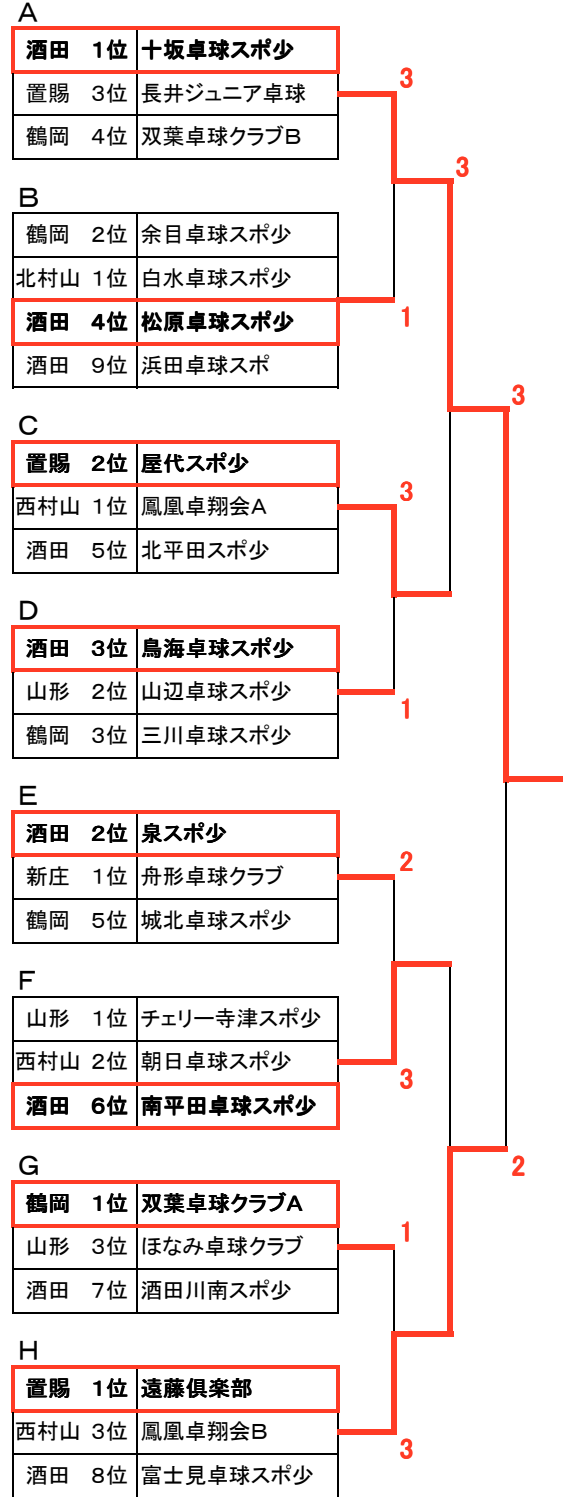 A
酒田 1位 十坂卓球スポ少
置賜 3位 長井ジュニア卓球
3
鶴岡 4位 双葉卓球クラブB
3
B
鶴岡 2位 余目卓球スポ少
北村山 1位 白水卓球スポ少
酒田 4位 松原卓球スポ少
1
酒田 9位 浜田卓球スポ
3
C
置賜 2位 屋代スポ少
西村山 1位 鳳凰卓翔会A
3
酒田 5位 北平田スポ少
D
酒田 3位 鳥海卓球スポ少
山形 2位 山辺卓球スポ少
1
鶴岡 3位 三川卓球スポ少
E
酒田 2位 泉スポ少
新庄 1位 舟形卓球クラブ
2
鶴岡 5位 城北卓球スポ少
F
山形 1位 チェリー寺津スポ少
西村山 2位 朝日卓球スポ少
3
酒田 6位 南平田卓球スポ少
G
2
鶴岡 1位 双葉卓球クラブA
山形 3位 ほなみ卓球クラブ
1
酒田 7位 酒田川南スポ少
H
置賜 1位 遠藤倶楽部
西村山 3位 鳳凰卓翔会B
3
酒田 8位 富士見卓球スポ少